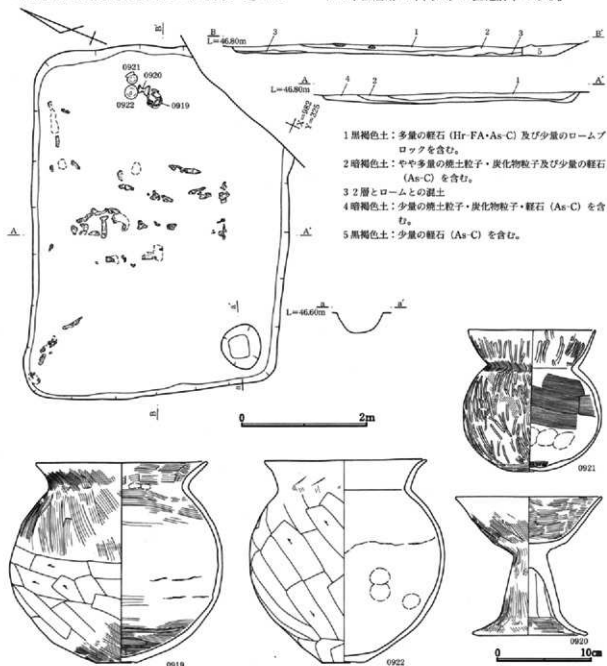 B
B'
L=46.80m
3
1
2
3
5
A
A'
L=46.80m
4
2
1
0921
0920
0922
0919
X=582
Y=225
1 黒褐色土：多量の軽石（Hr-FA・As-C）及び少量のロームブ
ロックを含む。
2 暗褐色土：やや多量の焼土粒子・炭化物粒子及び少量の軽石
（As-C）を含む。
3 2層とロームとの混土
4 暗褐色土：少量の焼土粒子・炭化物粒子・軽石（As-C）を含
む。
5 黒褐色土：少量の軽石（As-C）を含む。
A
A'
L=46.60m
a
a'
a
a'
B
0
2m
0921
0919
0922
0920
0
10cm